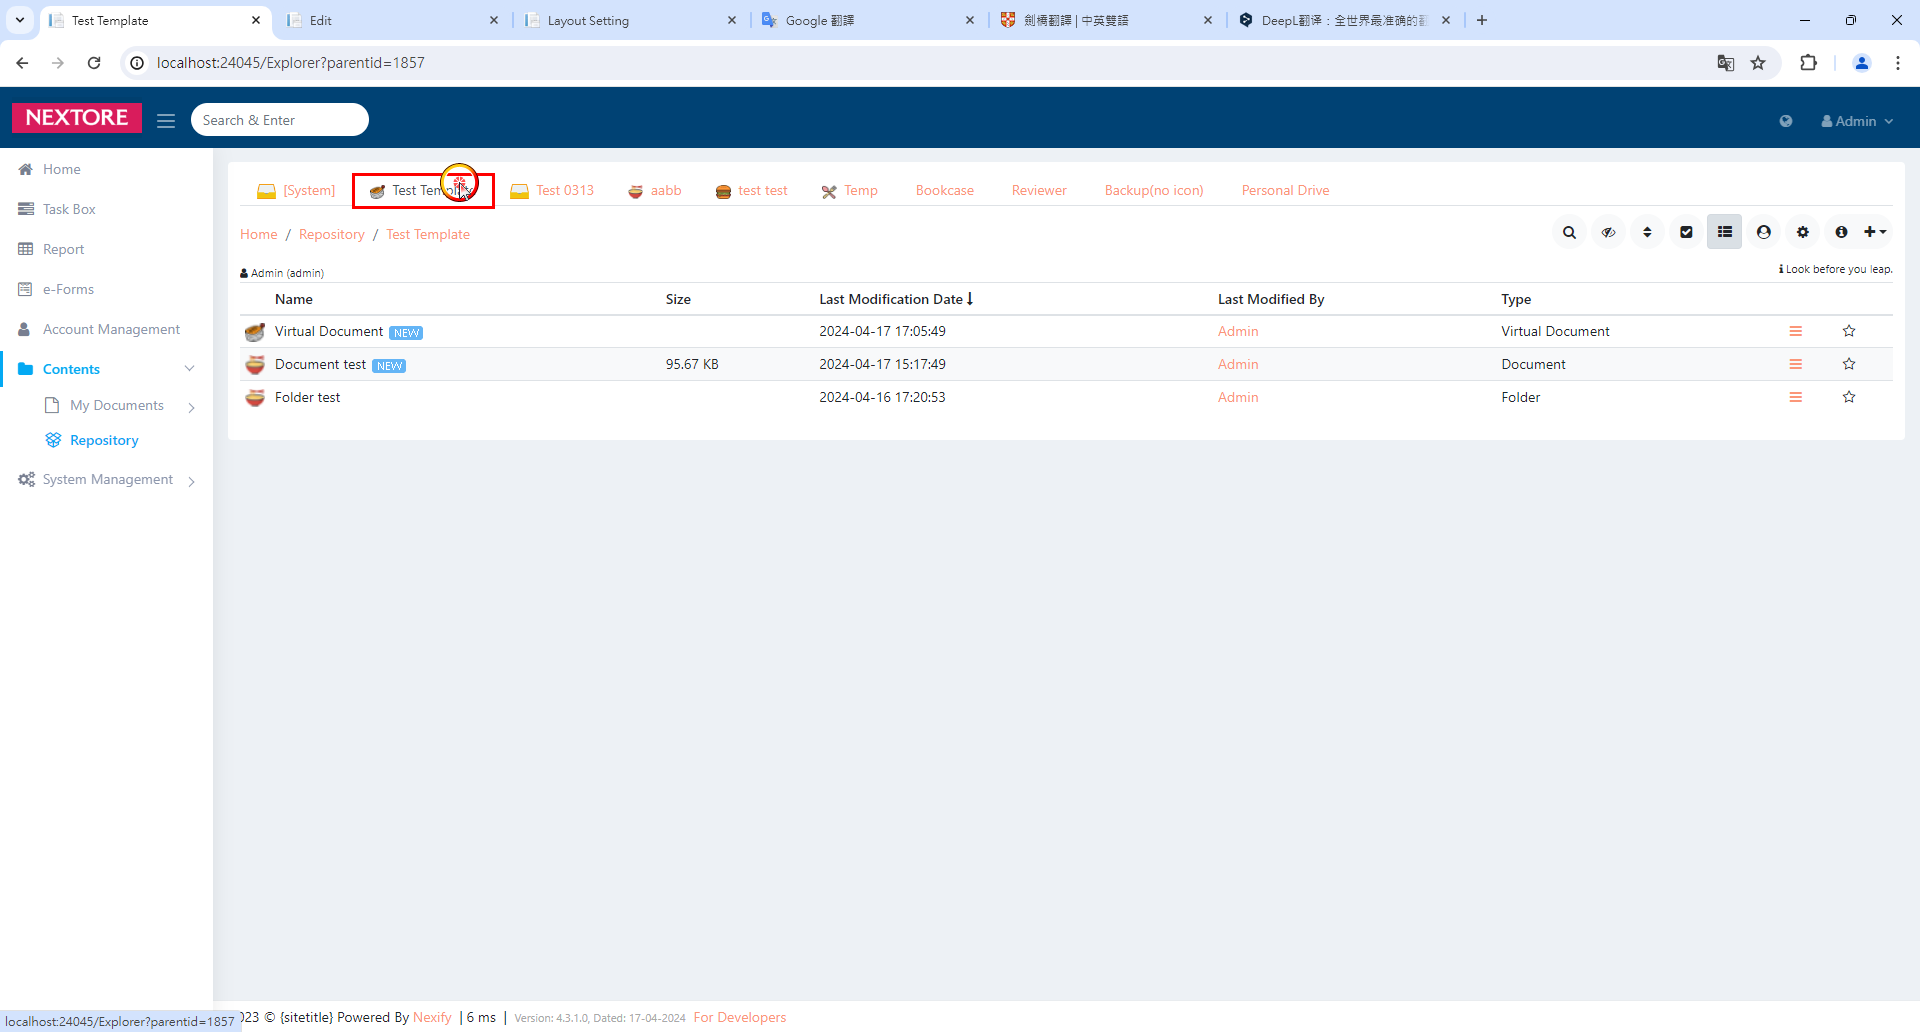 Test Template
Edit
Layout Setting
Google 翻譯
劍橋翻譯 | 中英雙語
DeepL翻译：全世界最准确的
localhost:24045/Explorer?parentid=1857
NEXTORE
Search & Enter
Admin
Home
Task Box
Report
e-Forms
Account Management
Contents
My Documents
Repository
System Management
[System]
Test
Test 0313
aabb
test test
Temp
Bookcase
Reviewer
Backup(no icon)
Personal Drive
Home / Repository / Test Template
Admin (admin)
Look before you leap.
Name Size Last Modification Date Last Modified By Type
Virtual Document NEW 2024-04-17 17:05:49 Admin Virtual Document
Document test NEW 95.67 KB 2024-04-17 15:17:49 Admin Document
Folder test 2024-04-16 17:20:53 Admin Folder
localhost:24045/Explorer?parentid=1857
23 © {sitetitle} Powered By Nexify | 6 ms | Version: 4.3.1.0, Dated: 17-04-2024 For Developers